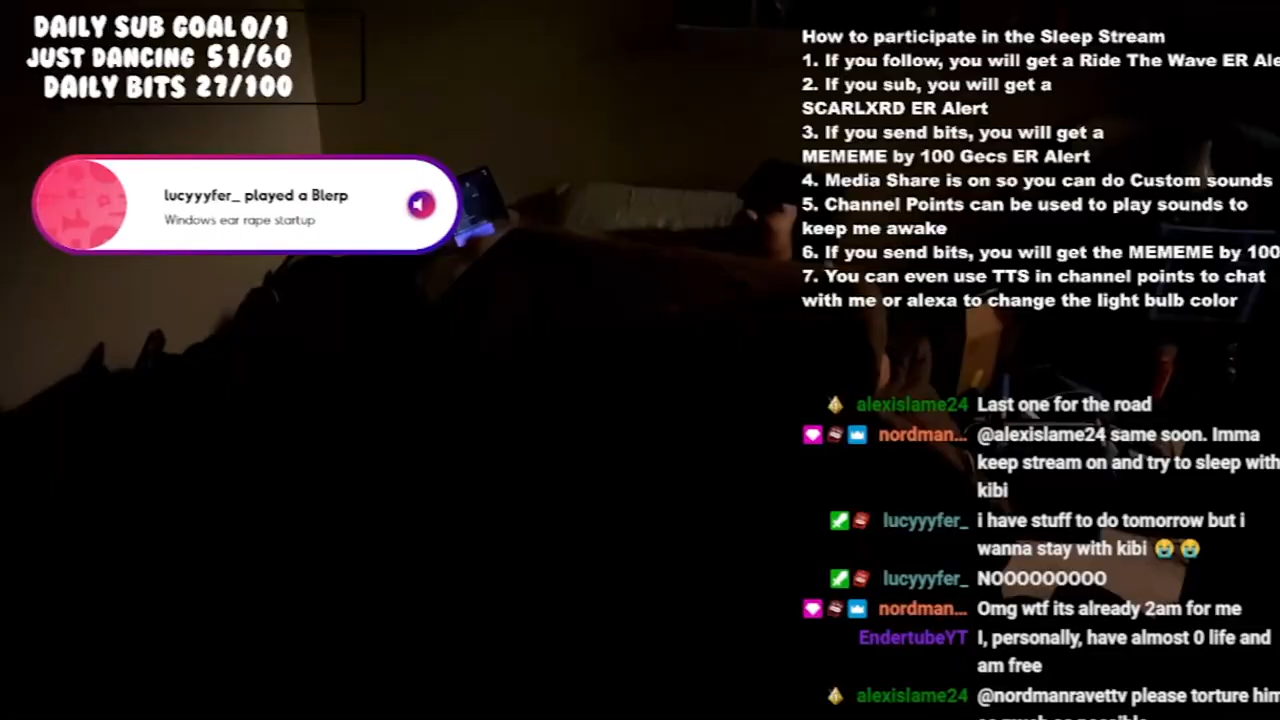 DAILY SUB GOAL 0/1
JUST DANCING 51/60
DAILY BITS 27/100
lucyyyfer_ played a Blerp
Windows ear rape startup
How to participate in the Sleep Stream
1. If you follow, you will get a Ride The Wave ER Ale
2. If you sub, you will get a
SCARLXRD ER Alert
3. If you send bits, you will get a
MEMEME by 100 Gecs ER Alert
4. Media Share is on so you can do Custom sounds
5. Channel Points can be used to play sounds to
keep me awake
6. If you send bits, you will get the MEMEME by 100
7. You can even use TTS in channel points to chat
with me or alexa to change the light bulb color
alexislame24 Last one for the road
nordman... @alexislame24 same soon. Imma
keep stream on and try to sleep with
kibi
lucyyyfer_ i have stuff to do tomorrow but i
wanna stay with kibi 😭 😭
lucyyyfer_ NOOOOOOOOO
nordman... Omg wtf its already 2am for me
EndertubeYT I, personally, have almost 0 life and
am free
alexislame24 @nordmanravettv please torture him